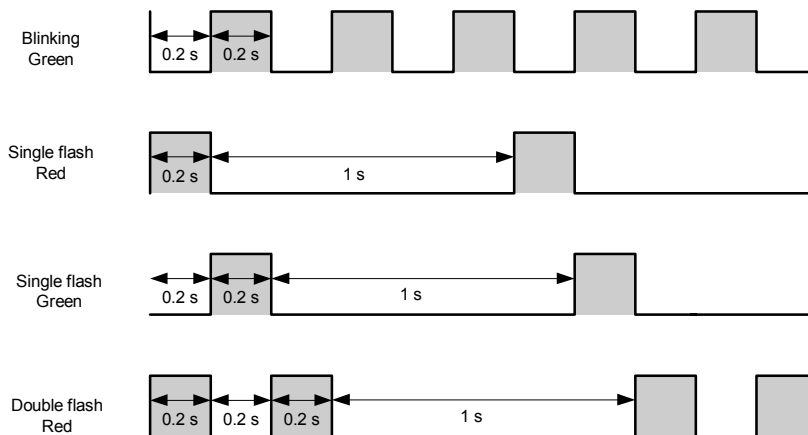 Blinking
Green
0.2 s 0.2 s
Single flash
Red
0.2 s 1 s
Single flash
Green
0.2 s 0.2 s 1 s
Double flash
Red
0.2 s 0.2 s 0.2 s 1 s